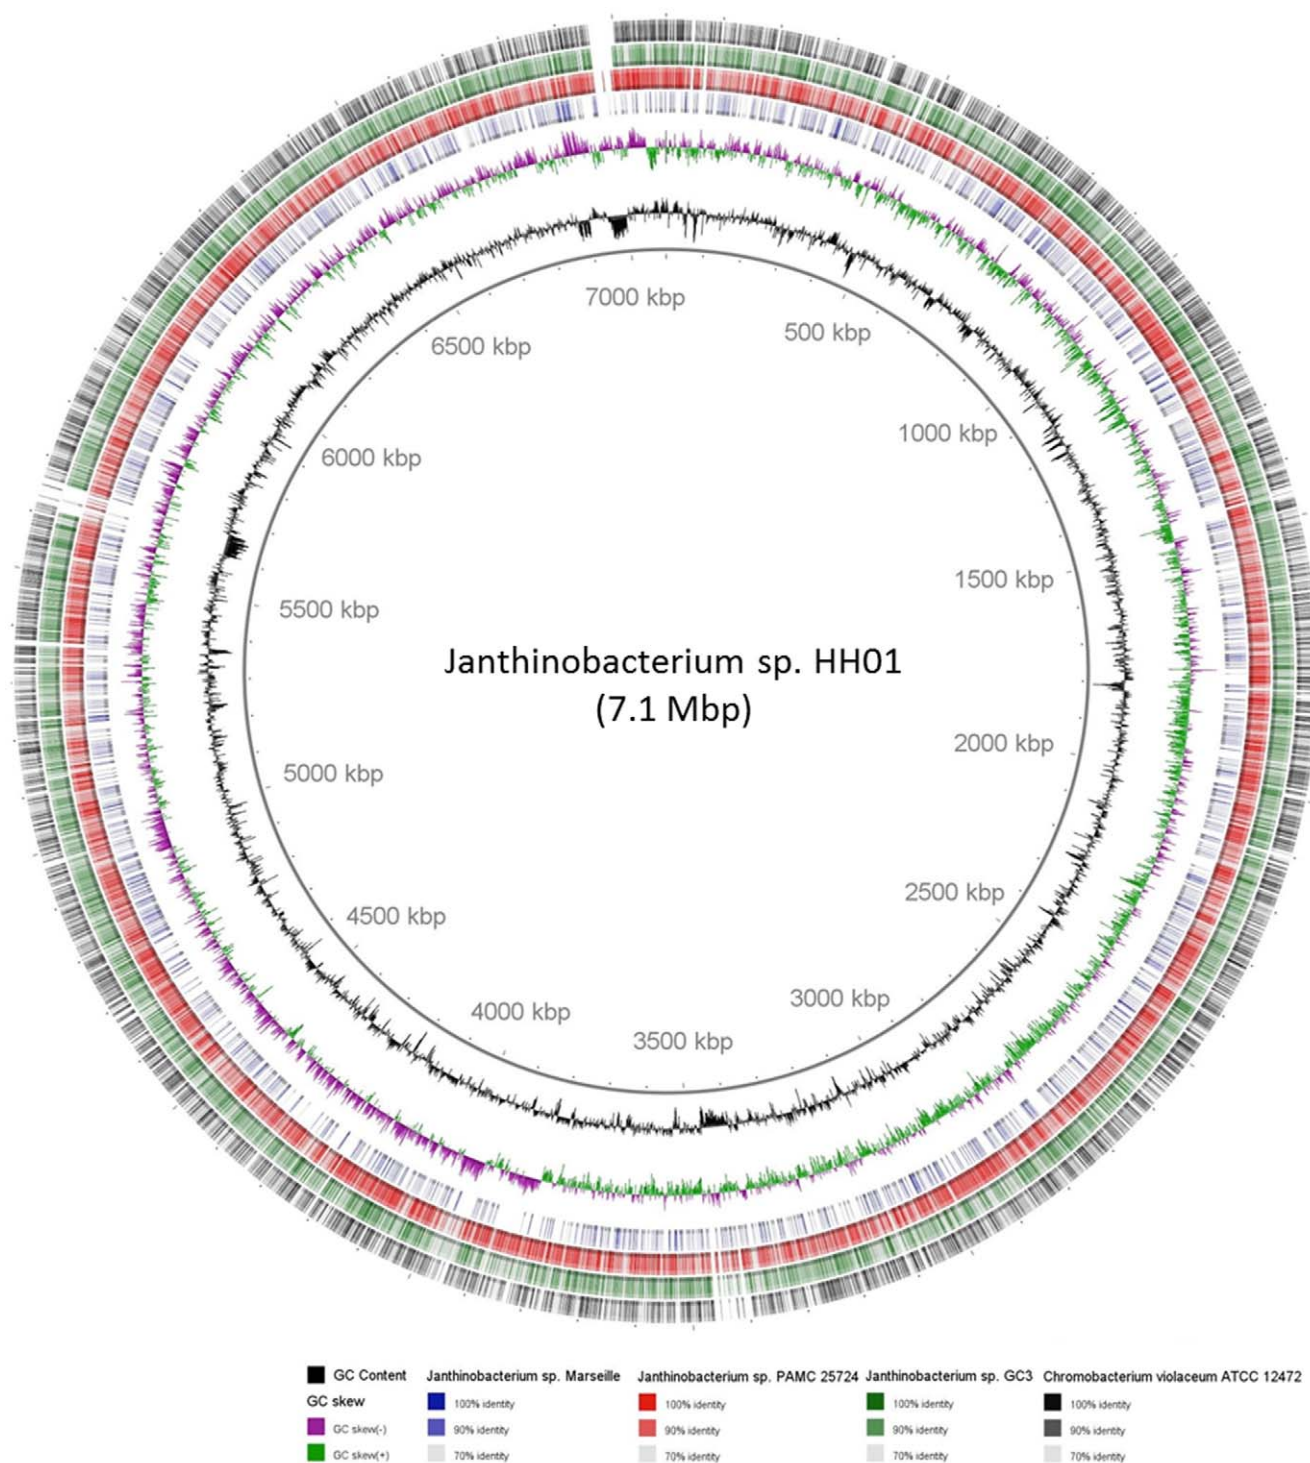 7000 kbp
6500 kbp
500 kbp
1000 kbp
6000 kbp
1500 kbp
5500 kbp
Janthinobacterium sp. HH01
(7.1 Mbp)
2000 kbp
5000 kbp
2500 kbp
4500 kbp
3000 kbp
4000 kbp
3500 kbp
GC Content
GC skew
GC skew(-)
GC skew(+)
Janthinobacterium sp. Marseille
100% identity
90% identity
70% identity
Janthinobacterium sp. PAMC 25724
100% identity
90% identity
70% identity
Janthinobacterium sp. GC3
100% identity
90% identity
70% identity
Chromobacterium violaceum ATCC 12472
100% identity
90% identity
70% identity